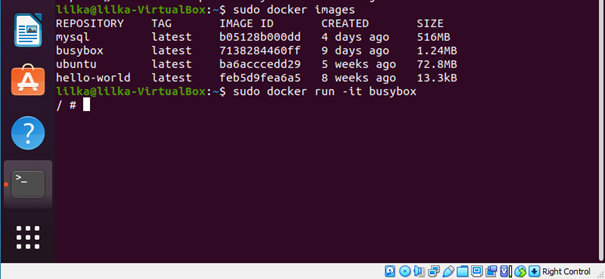 lilka@lilka-VirtualBox:~$ sudo docker images
REPOSITORY TAG IMAGE ID CREATED SIZE
mysql latest b05128b000dd 4 days ago 516MB
busybox latest 7138284460ff 9 days ago 1.24MB
ubuntu latest ba6acccedd29 5 weeks ago 72.8MB
hello-world latest feb5d9fea6a5 8 weeks ago 13.3kB
lilka@lilka-VirtualBox:~$ sudo docker run -it busybox
/ #
Right Control